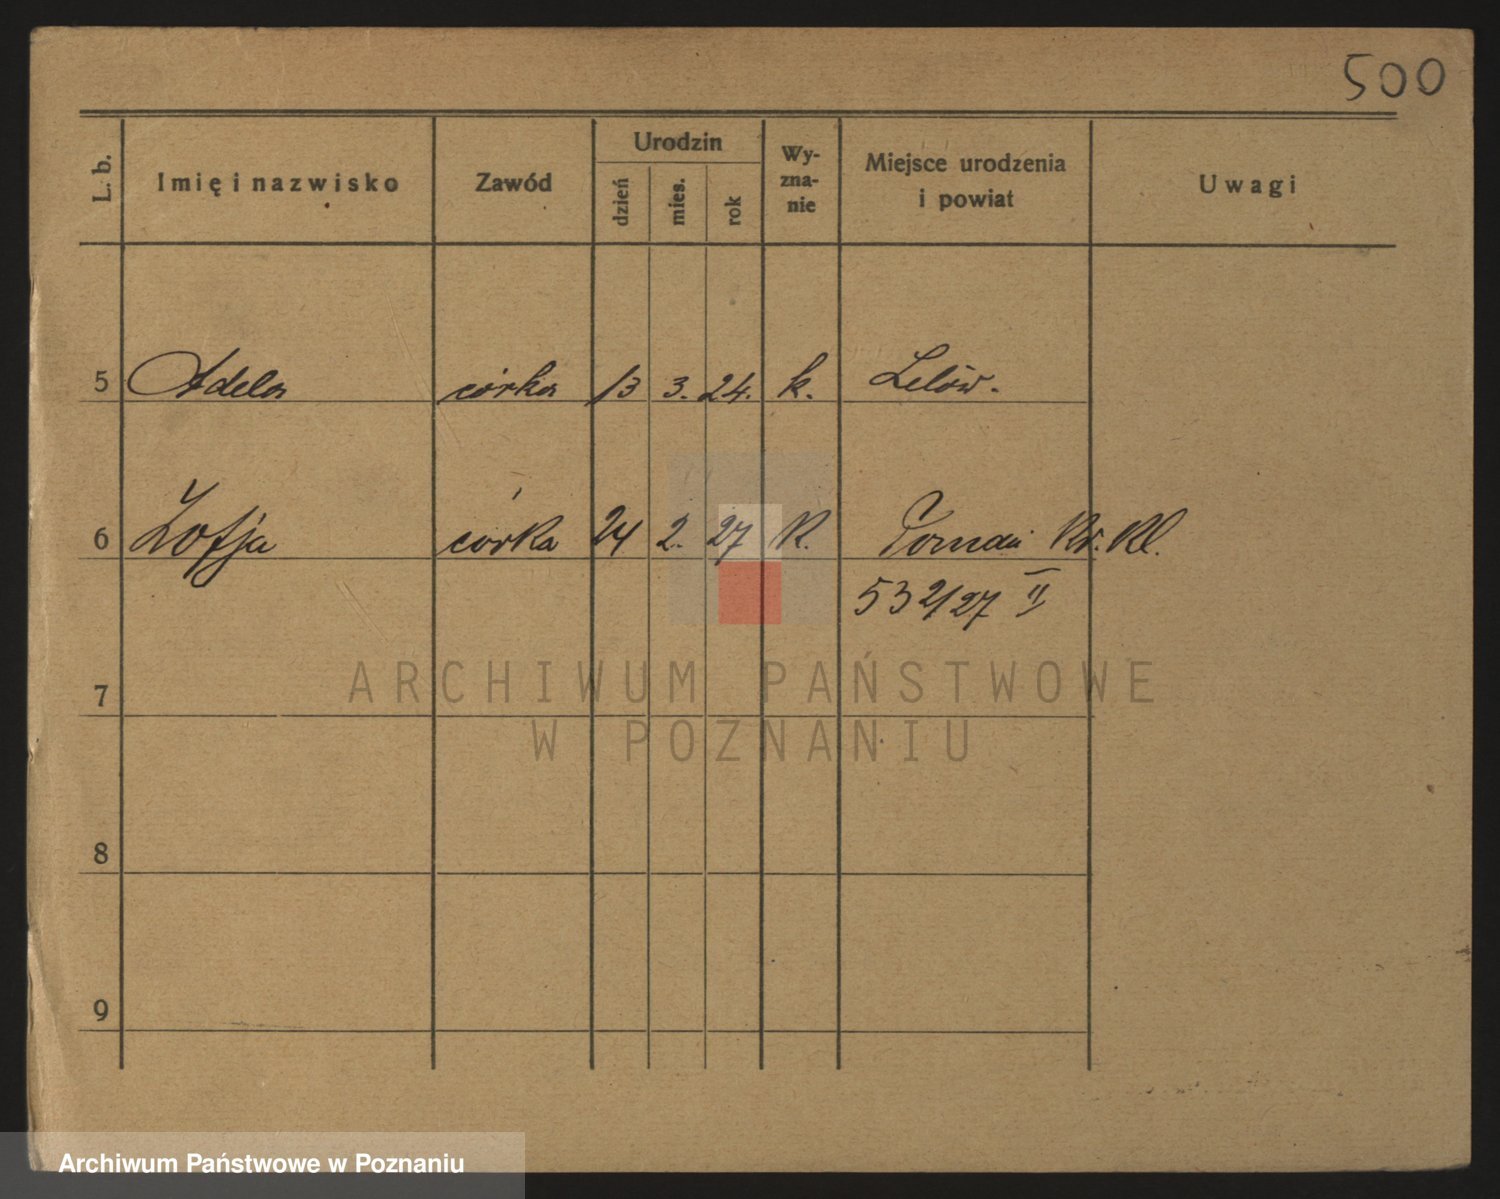 500
L. b. Imię i nazwisko Zawód Urodzin dzień mies. rok Wy-zna-nie Miejsce urodzenia i powiat Uwagi
5 Adela córka 13 3. 24. k. Lelów.
6 Zofja córka 24 2. 27 K.
532/27 II
7
8
9
ARCHIWUM PAŃSTWOWE
W POZNANIU
Archiwum Państwowe w Poznaniu